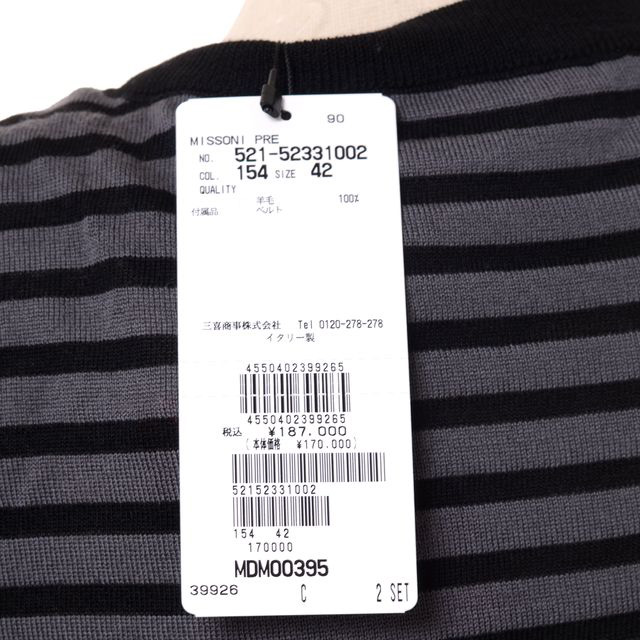 90
MISSONI PRE
NO. 521-52331002
COL. 154 SIZE 42
QUALITY
羊毛 100%
付属品 ベルト
三喜商事株式会社 Tel 0120-278-278
イタリー製
4550402399265
4550402399265
税込 ¥187.000
(本体価格 ¥170.000)
52152331002
154 42
170000
MDM00395
39926 C 2 SET